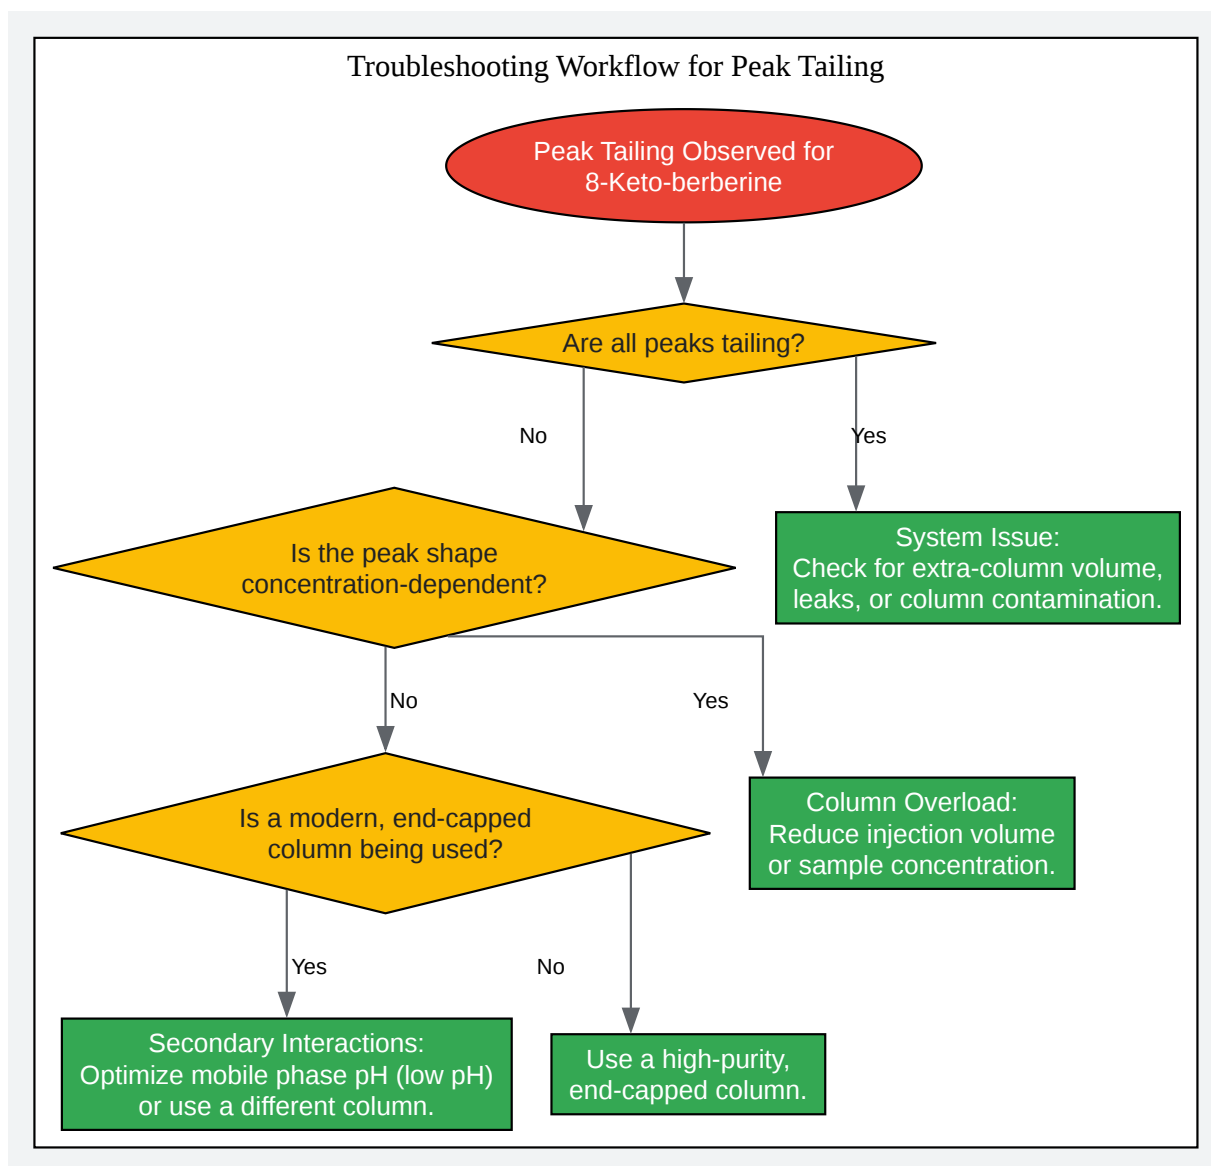 Troubleshooting Workflow for Peak Tailing
Peak Tailing Observed for
8-Keto-berberine
Are all peaks tailing?
No
Yes
Is the peak shape
concentration-dependent?
System Issue:
Check for extra-column volume,
leaks, or column contamination.
No
Yes
Is a modern, end-capped
column being used?
Column Overload:
Reduce injection volume
or sample concentration.
Yes
No
Secondary Interactions:
Optimize mobile phase pH (low pH)
or use a different column.
Use a high-purity,
end-capped column.